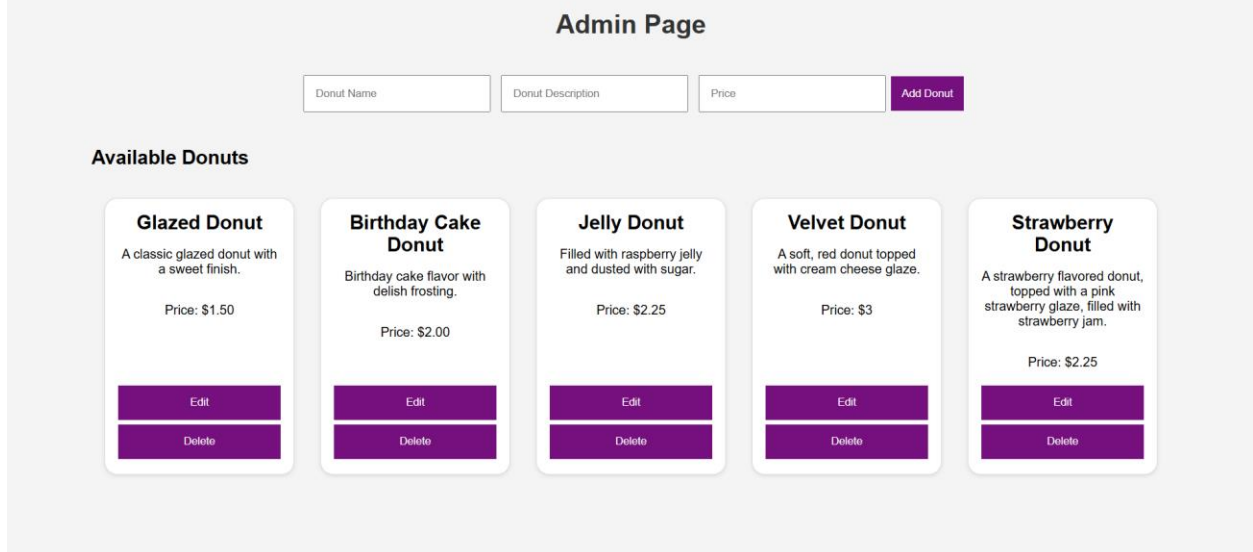 Admin Page
Donut Name
Donut Description
Price
Add Donut
Available Donuts
Glazed Donut
A classic glazed donut with
a sweet finish.
Price: $1.50
Edit
Delete
Birthday Cake
Donut
Birthday cake flavor with
delish frosting.
Price: $2.00
Edit
Delete
Jelly Donut
Filled with raspberry jelly
and dusted with sugar.
Price: $2.25
Edit
Delete
Velvet Donut
A soft, red donut topped
with cream cheese glaze.
Price: $3
Edit
Delete
Strawberry
Donut
A strawberry flavored donut,
topped with a pink
strawberry glaze, filled with
strawberry jam.
Price: $2.25
Edit
Delete